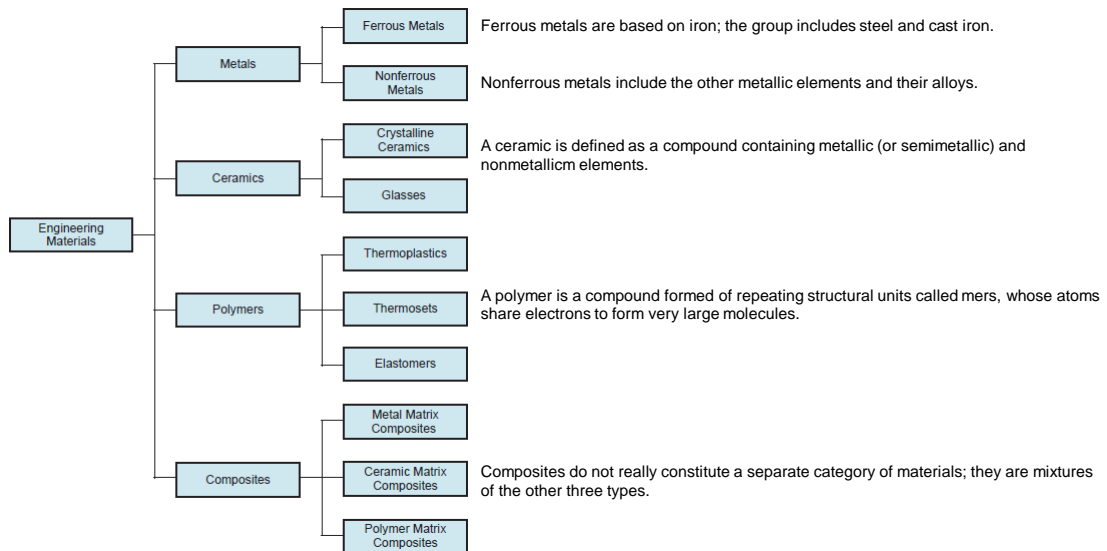 Ferrous Metals
Ferrous metals are based on iron; the group includes steel and cast iron.
Metals
Nonferrous
Metals
Nonferrous metals include the other metallic elements and their alloys.
Crystalline
Ceramics
A ceramic is defined as a compound containing metallic (or semimetallic) and
nonmetallicm elements.
Ceramics
Glasses
Engineering
Materials
Thermoplastics
Polymers
Thermosets
A polymer is a compound formed of repeating structural units called mers, whose atoms
share electrons to form very large molecules.
Elastomers
Metal Matrix
Composites
Composites
Ceramic Matrix
Composites
Composites do not really constitute a separate category of materials; they are mixtures
of the other three types.
Polymer Matrix
Composites